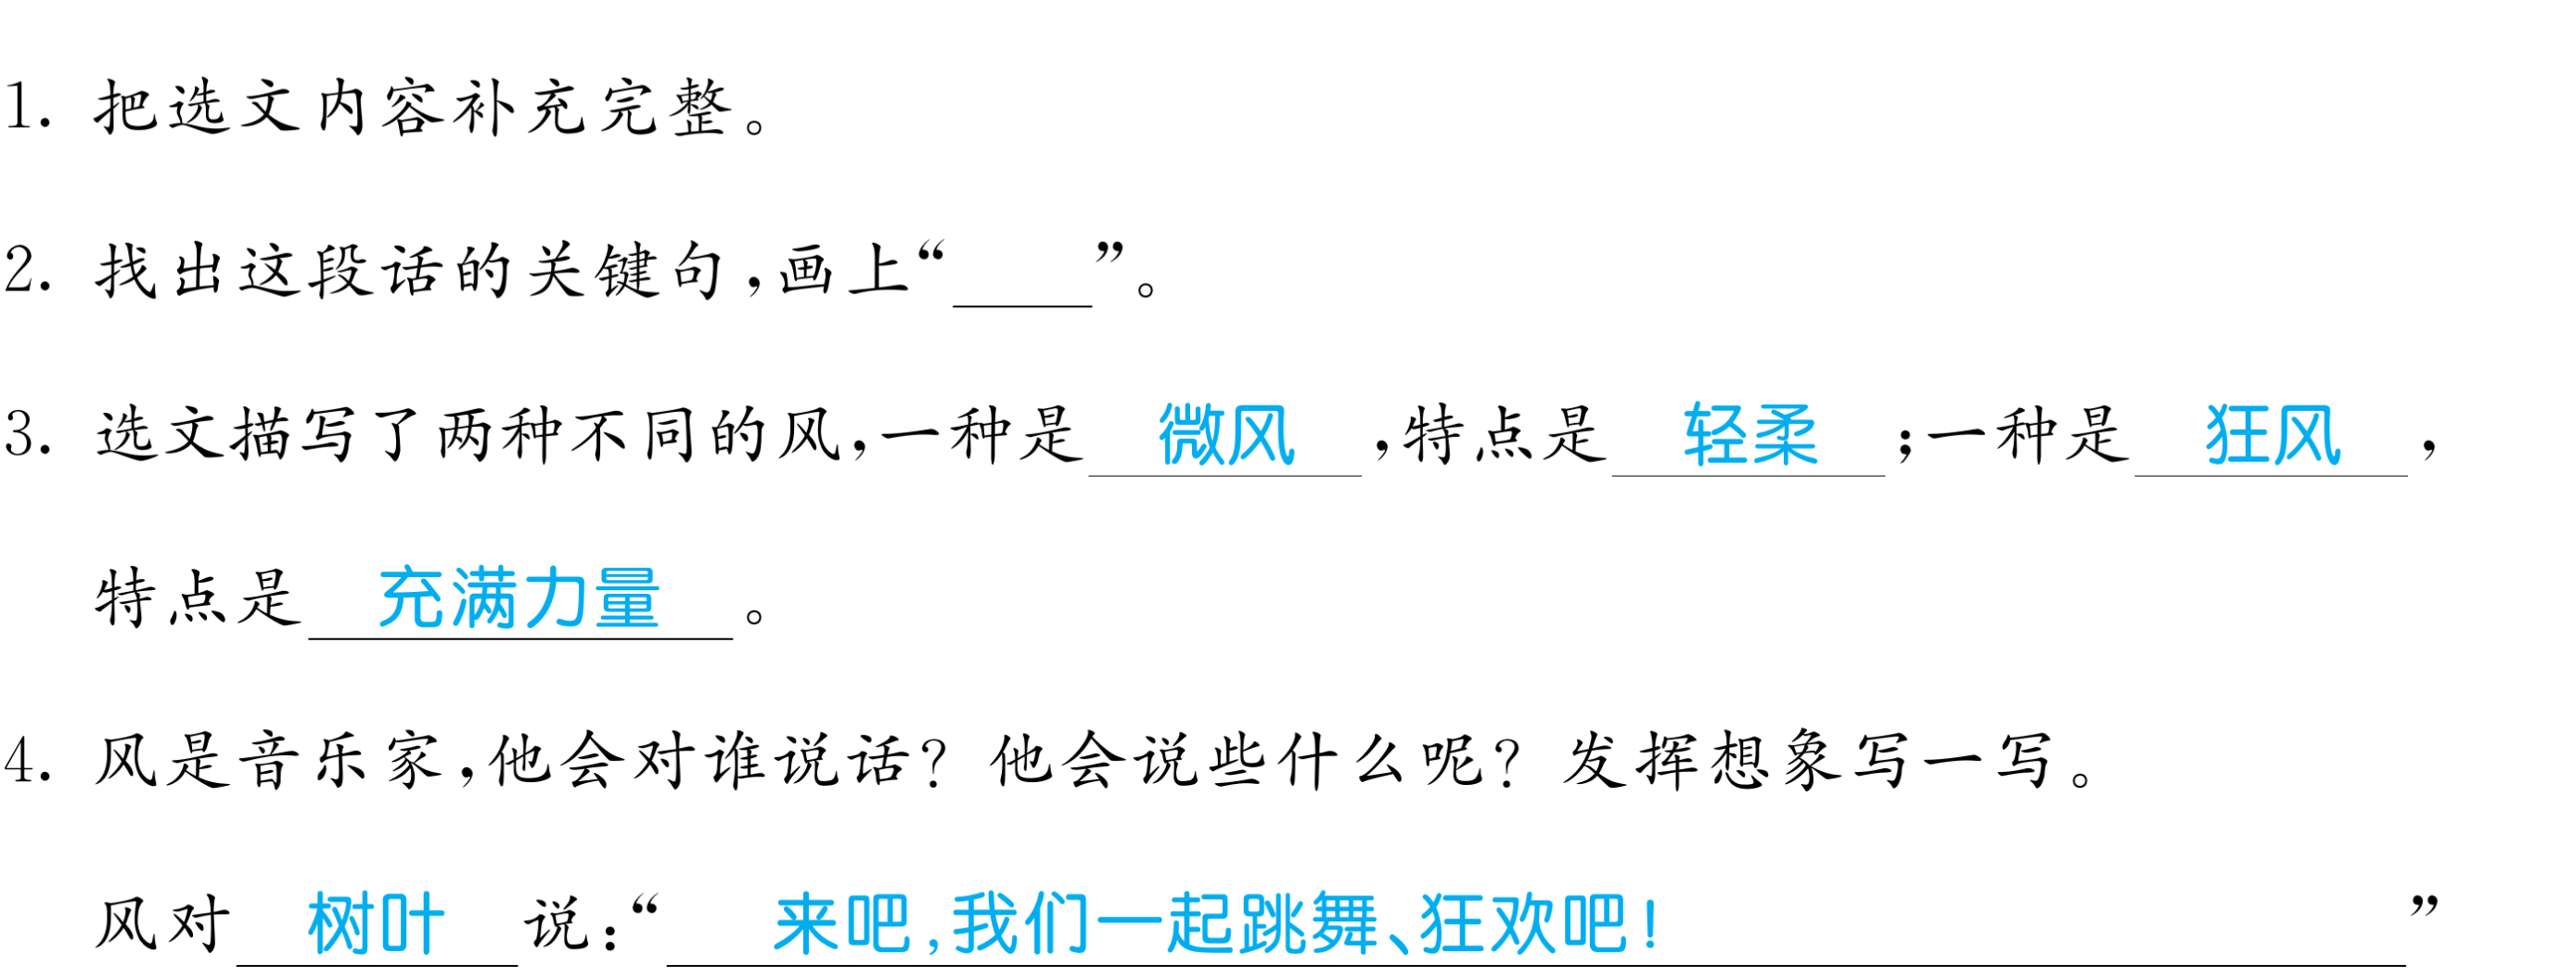 1. 把选文内容补充完整。
2. 找出这段话的关键句,画上“____”。
3. 选文描写了两种不同的风,一种是 微风 ,特点是 轻柔 ;一种是 狂风 ,
特点是 充满力量 。
4. 风是音乐家,他会对谁说话? 他会说些什么呢? 发挥想象写一写。
风对 树叶 说:“ 来吧,我们一起跳舞、狂欢吧! ”